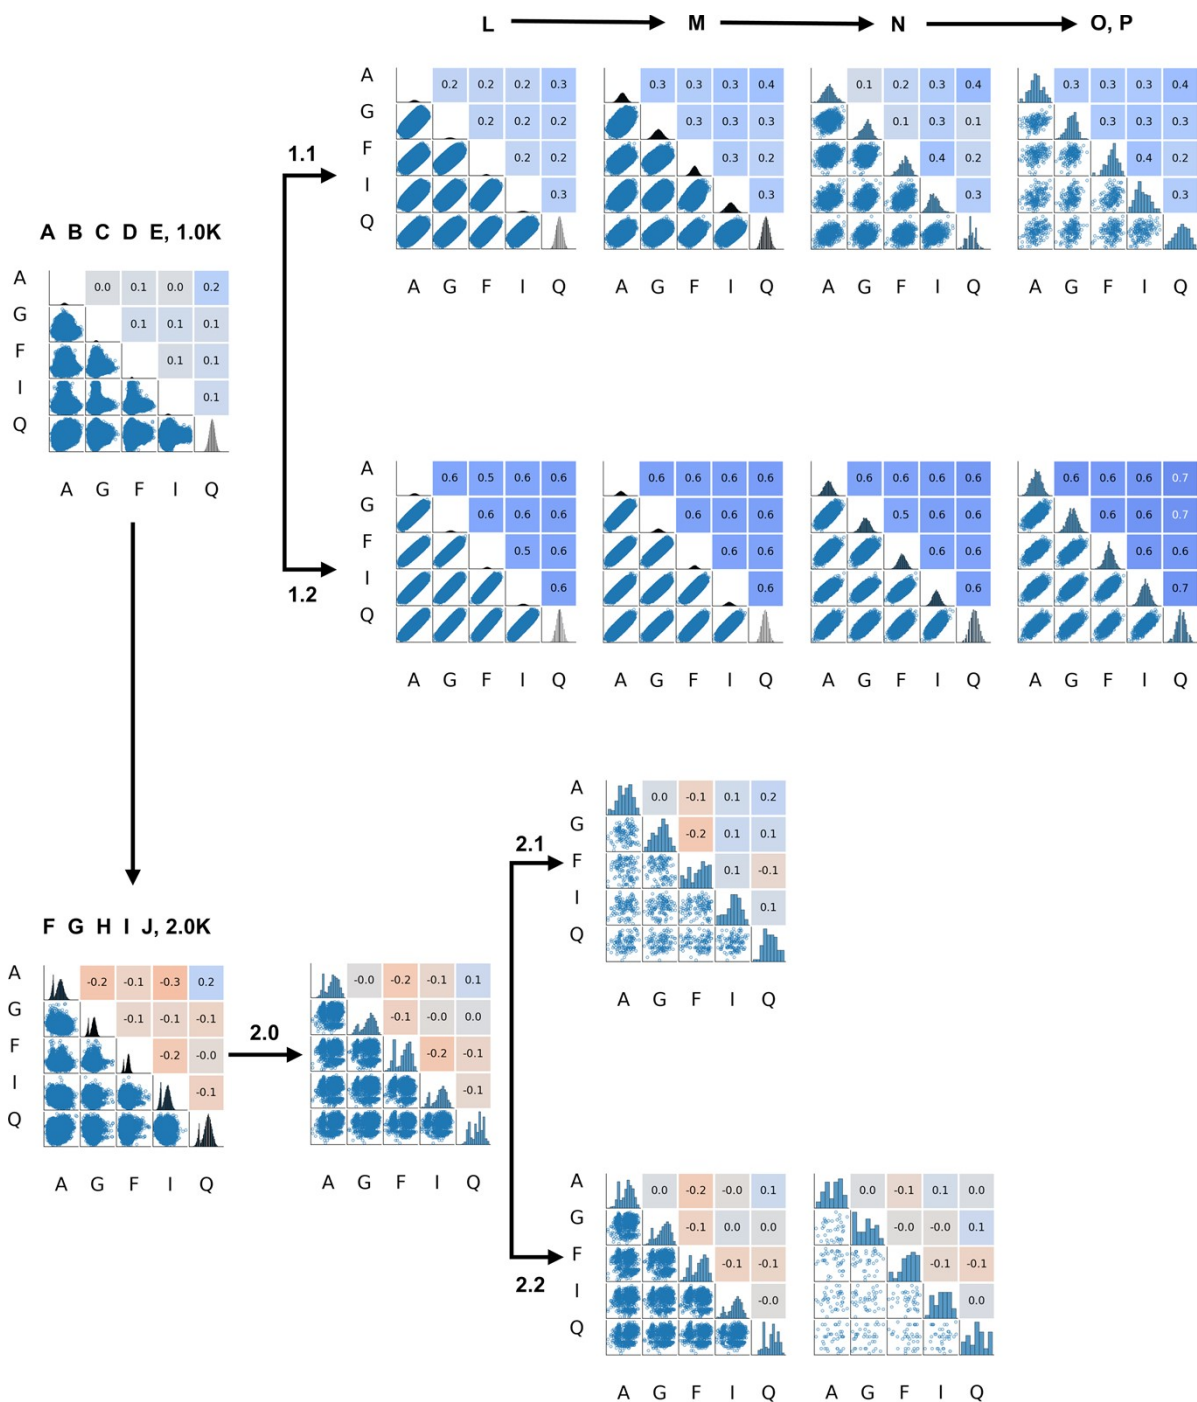 L M N O, P
1.1
A 0.2 0.2 0.2 0.3
G 0.2 0.2 0.2
F 0.2 0.2
I 0.3
Q
A G F I Q
0.3 0.3 0.3 0.4
0.3 0.3 0.3
0.3 0.2
0.3
A G F I Q
0.1 0.2 0.3 0.4
0.1 0.3 0.1
0.4 0.2
0.3
A G F I Q
0.3 0.3 0.3 0.4
0.3 0.3 0.3
0.4 0.2
0.3
A G F I Q
A B C D E, 1.0K
A 0.0 0.1 0.0 0.2
G 0.1 0.1 0.1
F 0.1 0.1
I 0.1
Q
A G F I Q
1.2
A 0.6 0.5 0.6 0.6
G 0.6 0.6 0.6
F 0.5 0.6
I 0.6
Q
A G F I Q
0.6 0.6 0.6 0.6
0.6 0.6 0.6
0.6 0.6
0.6
A G F I Q
0.6 0.6 0.6 0.6
0.5 0.6 0.6
0.6 0.6
0.6
A G F I Q
0.6 0.6 0.6 0.7
0.6 0.6 0.7
0.6 0.6
0.7
A G F I Q
F G H I J, 2.0K
A -0.2 -0.1 -0.3 0.2
G -0.1 -0.1 -0.1
F -0.2 -0.0
I -0.1
Q
A G F I Q
2.0
-0.0 -0.2 -0.1 0.1
-0.1 -0.0 0.0
-0.2 -0.1
-0.1
A G F I Q
2.1
A 0.0 -0.1 0.1 0.2
G -0.2 0.1 0.1
F 0.1 -0.1
I 0.1
Q
A G F I Q
2.2
A 0.0 -0.2 -0.0 0.1
G -0.1 0.0 0.0
F -0.1 -0.1
I -0.0
Q
A G F I Q
0.0 -0.1 0.1 0.0
-0.0 -0.0 0.1
-0.1 -0.1
0.0
A G F I Q